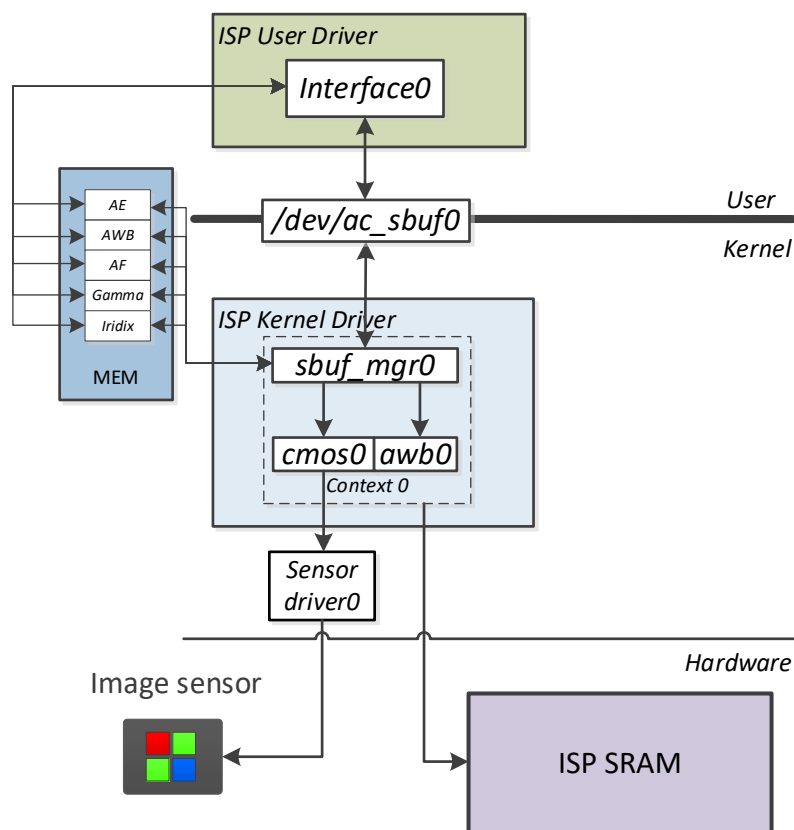 ISP User Driver
Interface0
AE
AWB
AF
Gamma
Iridix
MEM
/dev/ac_sbuf0
User
Kernel
ISP Kernel Driver
sbuf_mgr0
cmos0 awb0
Context 0
Sensor
driver0
Hardware
Image sensor
ISP SRAM